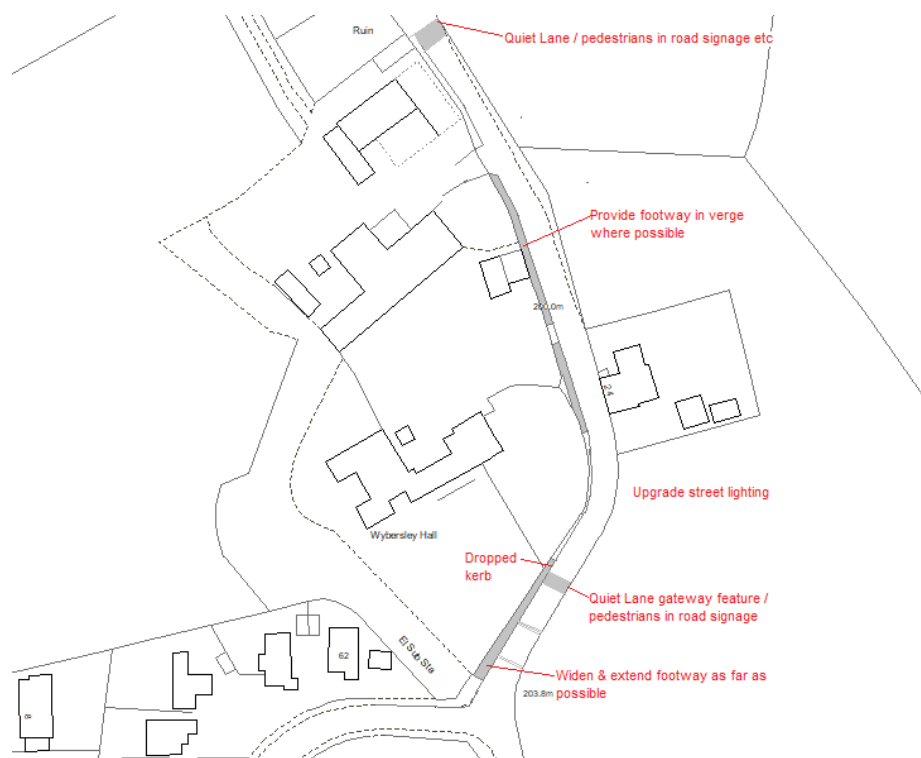 Ruin
Quiet Lane / pedestrians in road signage etc
Provide footway in verge
where possible
24
Upgrade street lighting
Wybersley Hall
Dropped
kerb
Quiet Lane gateway feature /
pedestrians in road signage
El Sub Sta
62
Widen & extend footway as far as
possible
203.8m
8